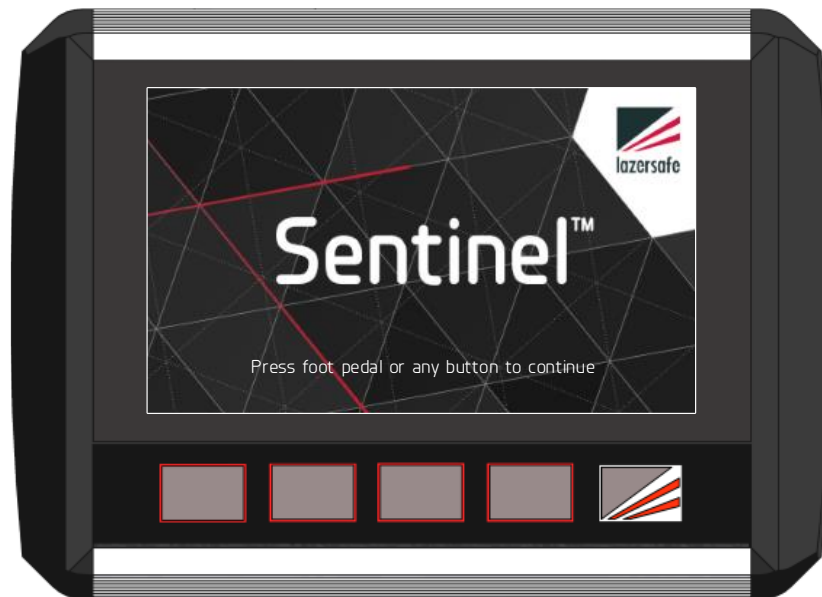 lazersafe
Sentinel™
Press foot pedal or any button to continue